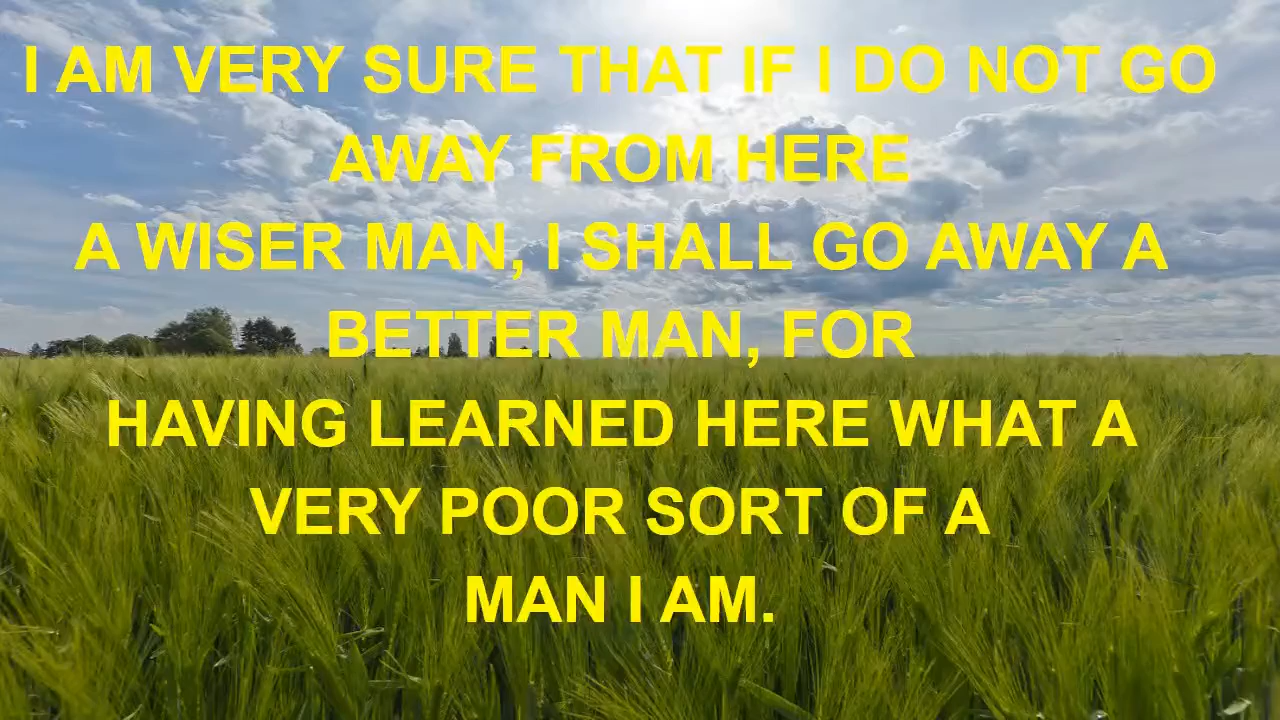 I AM VERY SURE THAT IF I DO NOT GO
AWAY FROM HERE
A WISER MAN, I SHALL GO AWAY A
BETTER MAN, FOR
HAVING LEARNED HERE WHAT A
VERY POOR SORT OF A
MAN I AM.